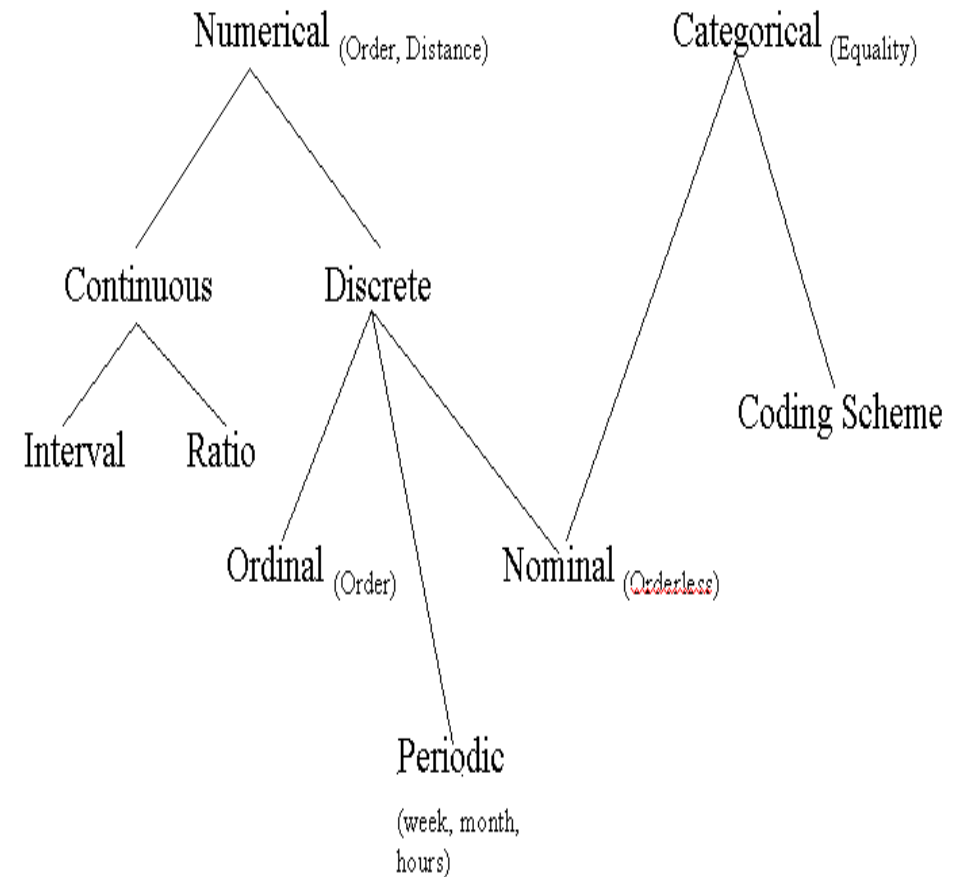 Numerical (Order, Distance)
Categorical (Equality)
Continuous
Discrete
Coding Scheme
Interval
Ratio
Ordinal (Order)
Nominal (Orderless)
Periodic
(week, month,
hours)